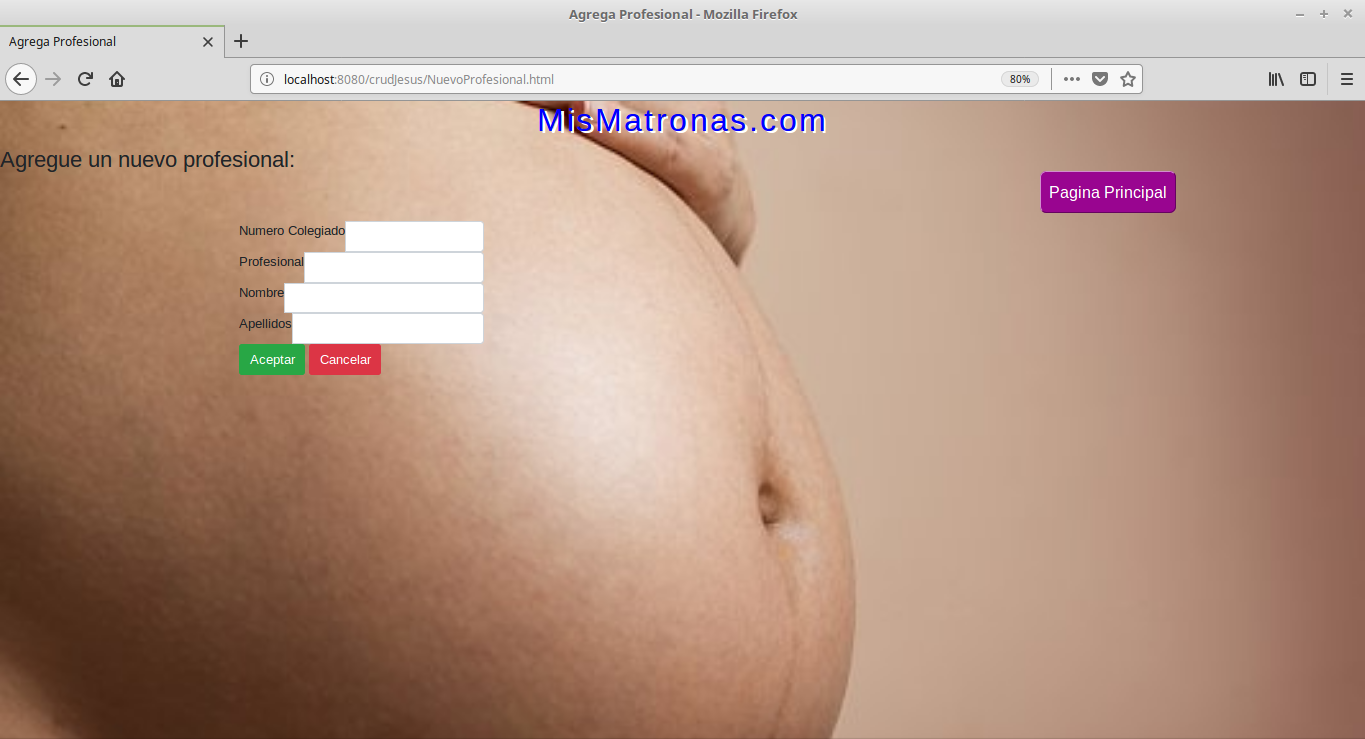 Agrega Profesional - Mozilla Firefox
Agrega Profesional
localhost:8080/crudJesus/NuevoProfesional.html
80%
MisMatronas.com
Agregue un nuevo profesional:
Pagina Principal
Numero Colegiado
Profesional
Nombre
Apellidos
Aceptar Cancelar